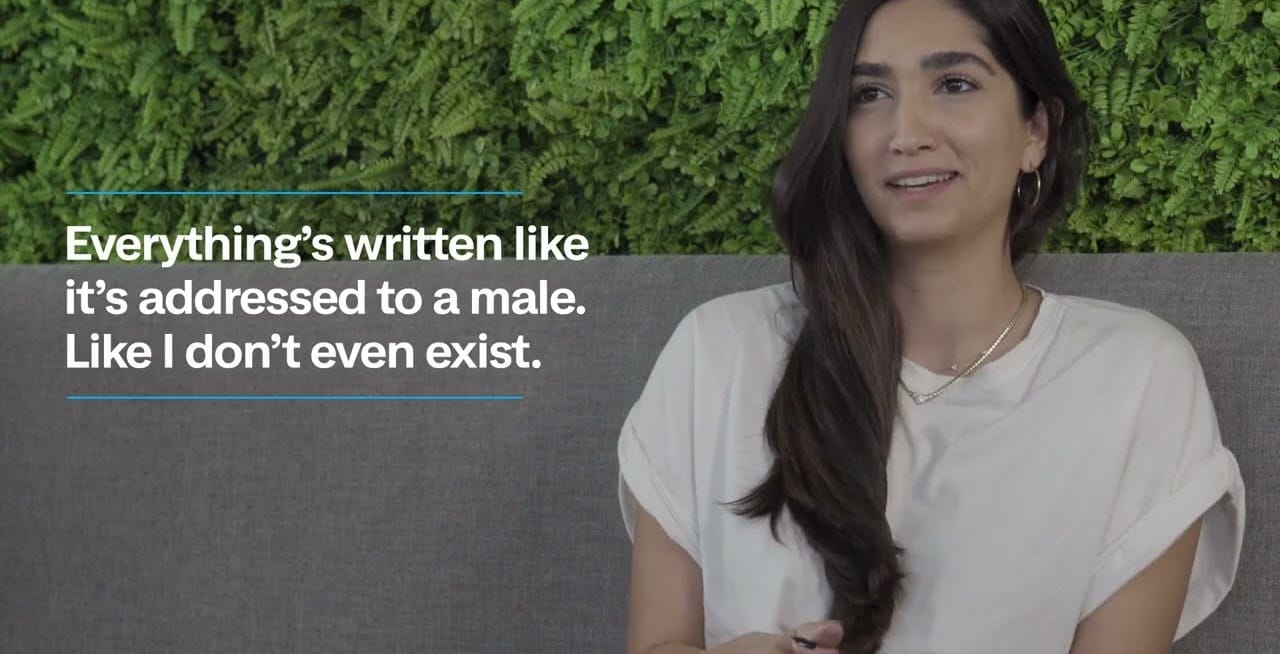 Everything’s written like
it’s addressed to a male.
Like I don’t even exist.